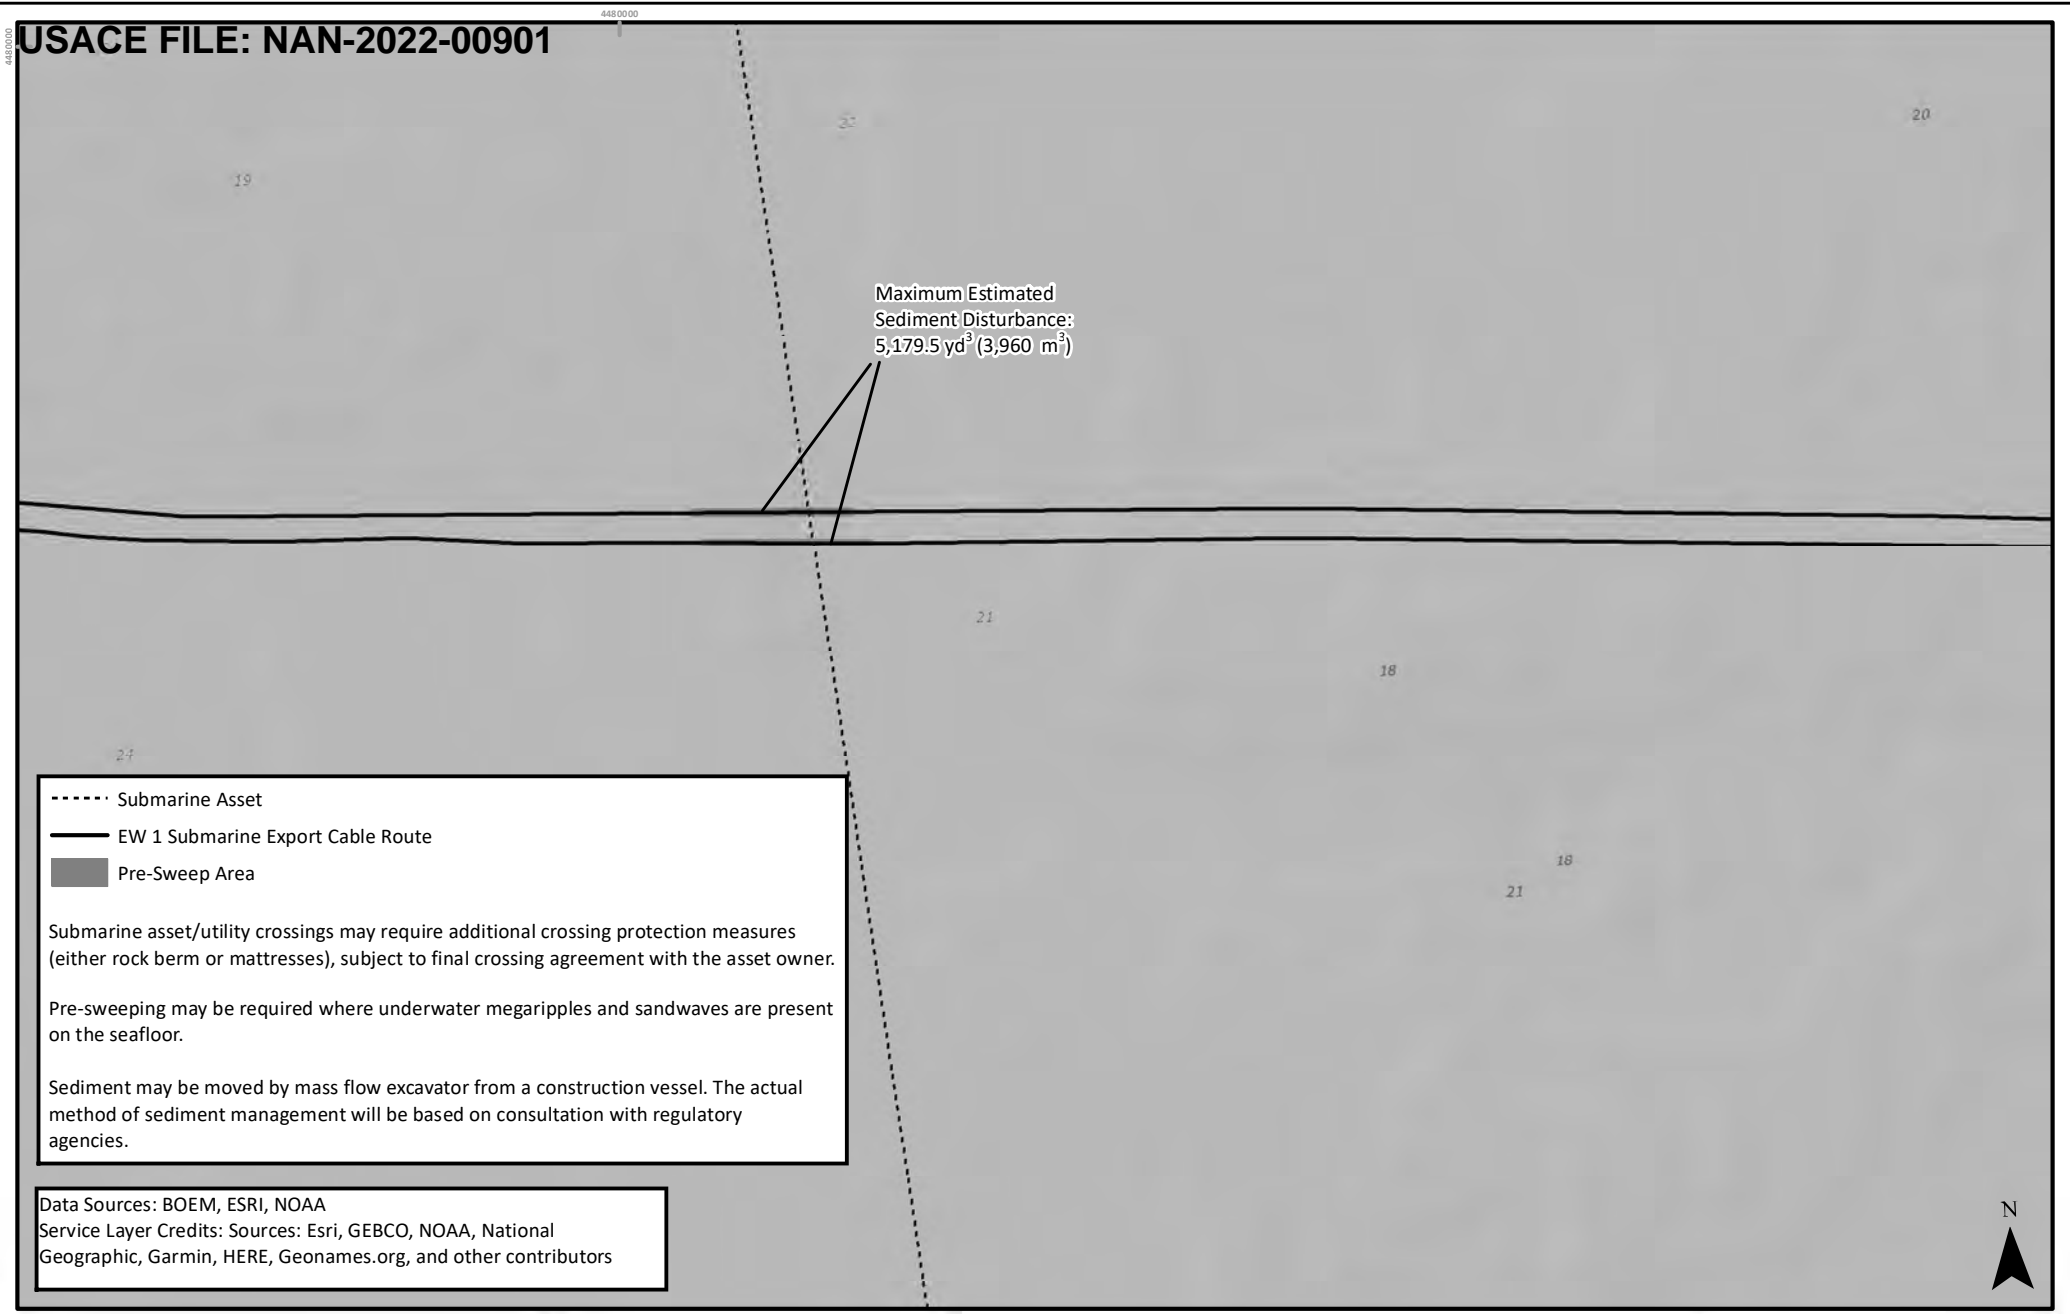 4480000
4480000
USACE FILE: NAN-2022-00901
20
19
Maximum Estimated
Sediment Disturbance:
5,179.5 yd³ (3,960 m³)
21
18
24
18
21
Submarine Asset
EW 1 Submarine Export Cable Route
Pre-Sweep Area
Submarine asset/utility crossings may require additional crossing protection measures
(either rock berm or mattresses), subject to final crossing agreement with the asset owner.
Pre-sweeping may be required where underwater megaripples and sandwaves are present
on the seafloor.
Sediment may be moved by mass flow excavator from a construction vessel. The actual
method of sediment management will be based on consultation with regulatory
agencies.
Data Sources: BOEM, ESRI, NOAA
Service Layer Credits: Sources: Esri, GEBCO, NOAA, National
Geographic, Garmin, HERE, Geonames.org, and other contributors
N